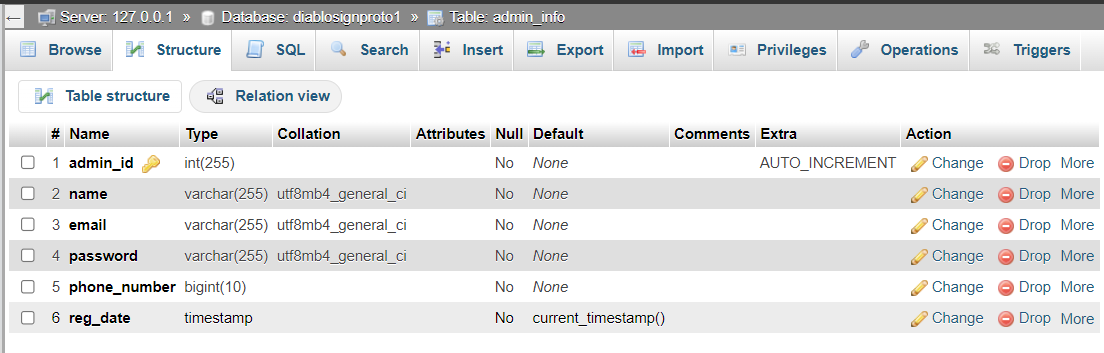 ← Server: 127.0.0.1 » Database: diablosignproto1 » Table: admin_info
Browse Structure SQL Search Insert Export Import Privileges Operations Triggers
Table structure Relation view
# Name Type Collation Attributes Null Default Comments Extra Action
1 admin_id int(255) No None AUTO_INCREMENT Change Drop More
2 name varchar(255) utf8mb4_general_ci No None Change Drop More
3 email varchar(255) utf8mb4_general_ci No None Change Drop More
4 password varchar(255) utf8mb4_general_ci No None Change Drop More
5 phone_number bigint(10) No None Change Drop More
6 reg_date timestamp No current_timestamp() Change Drop More